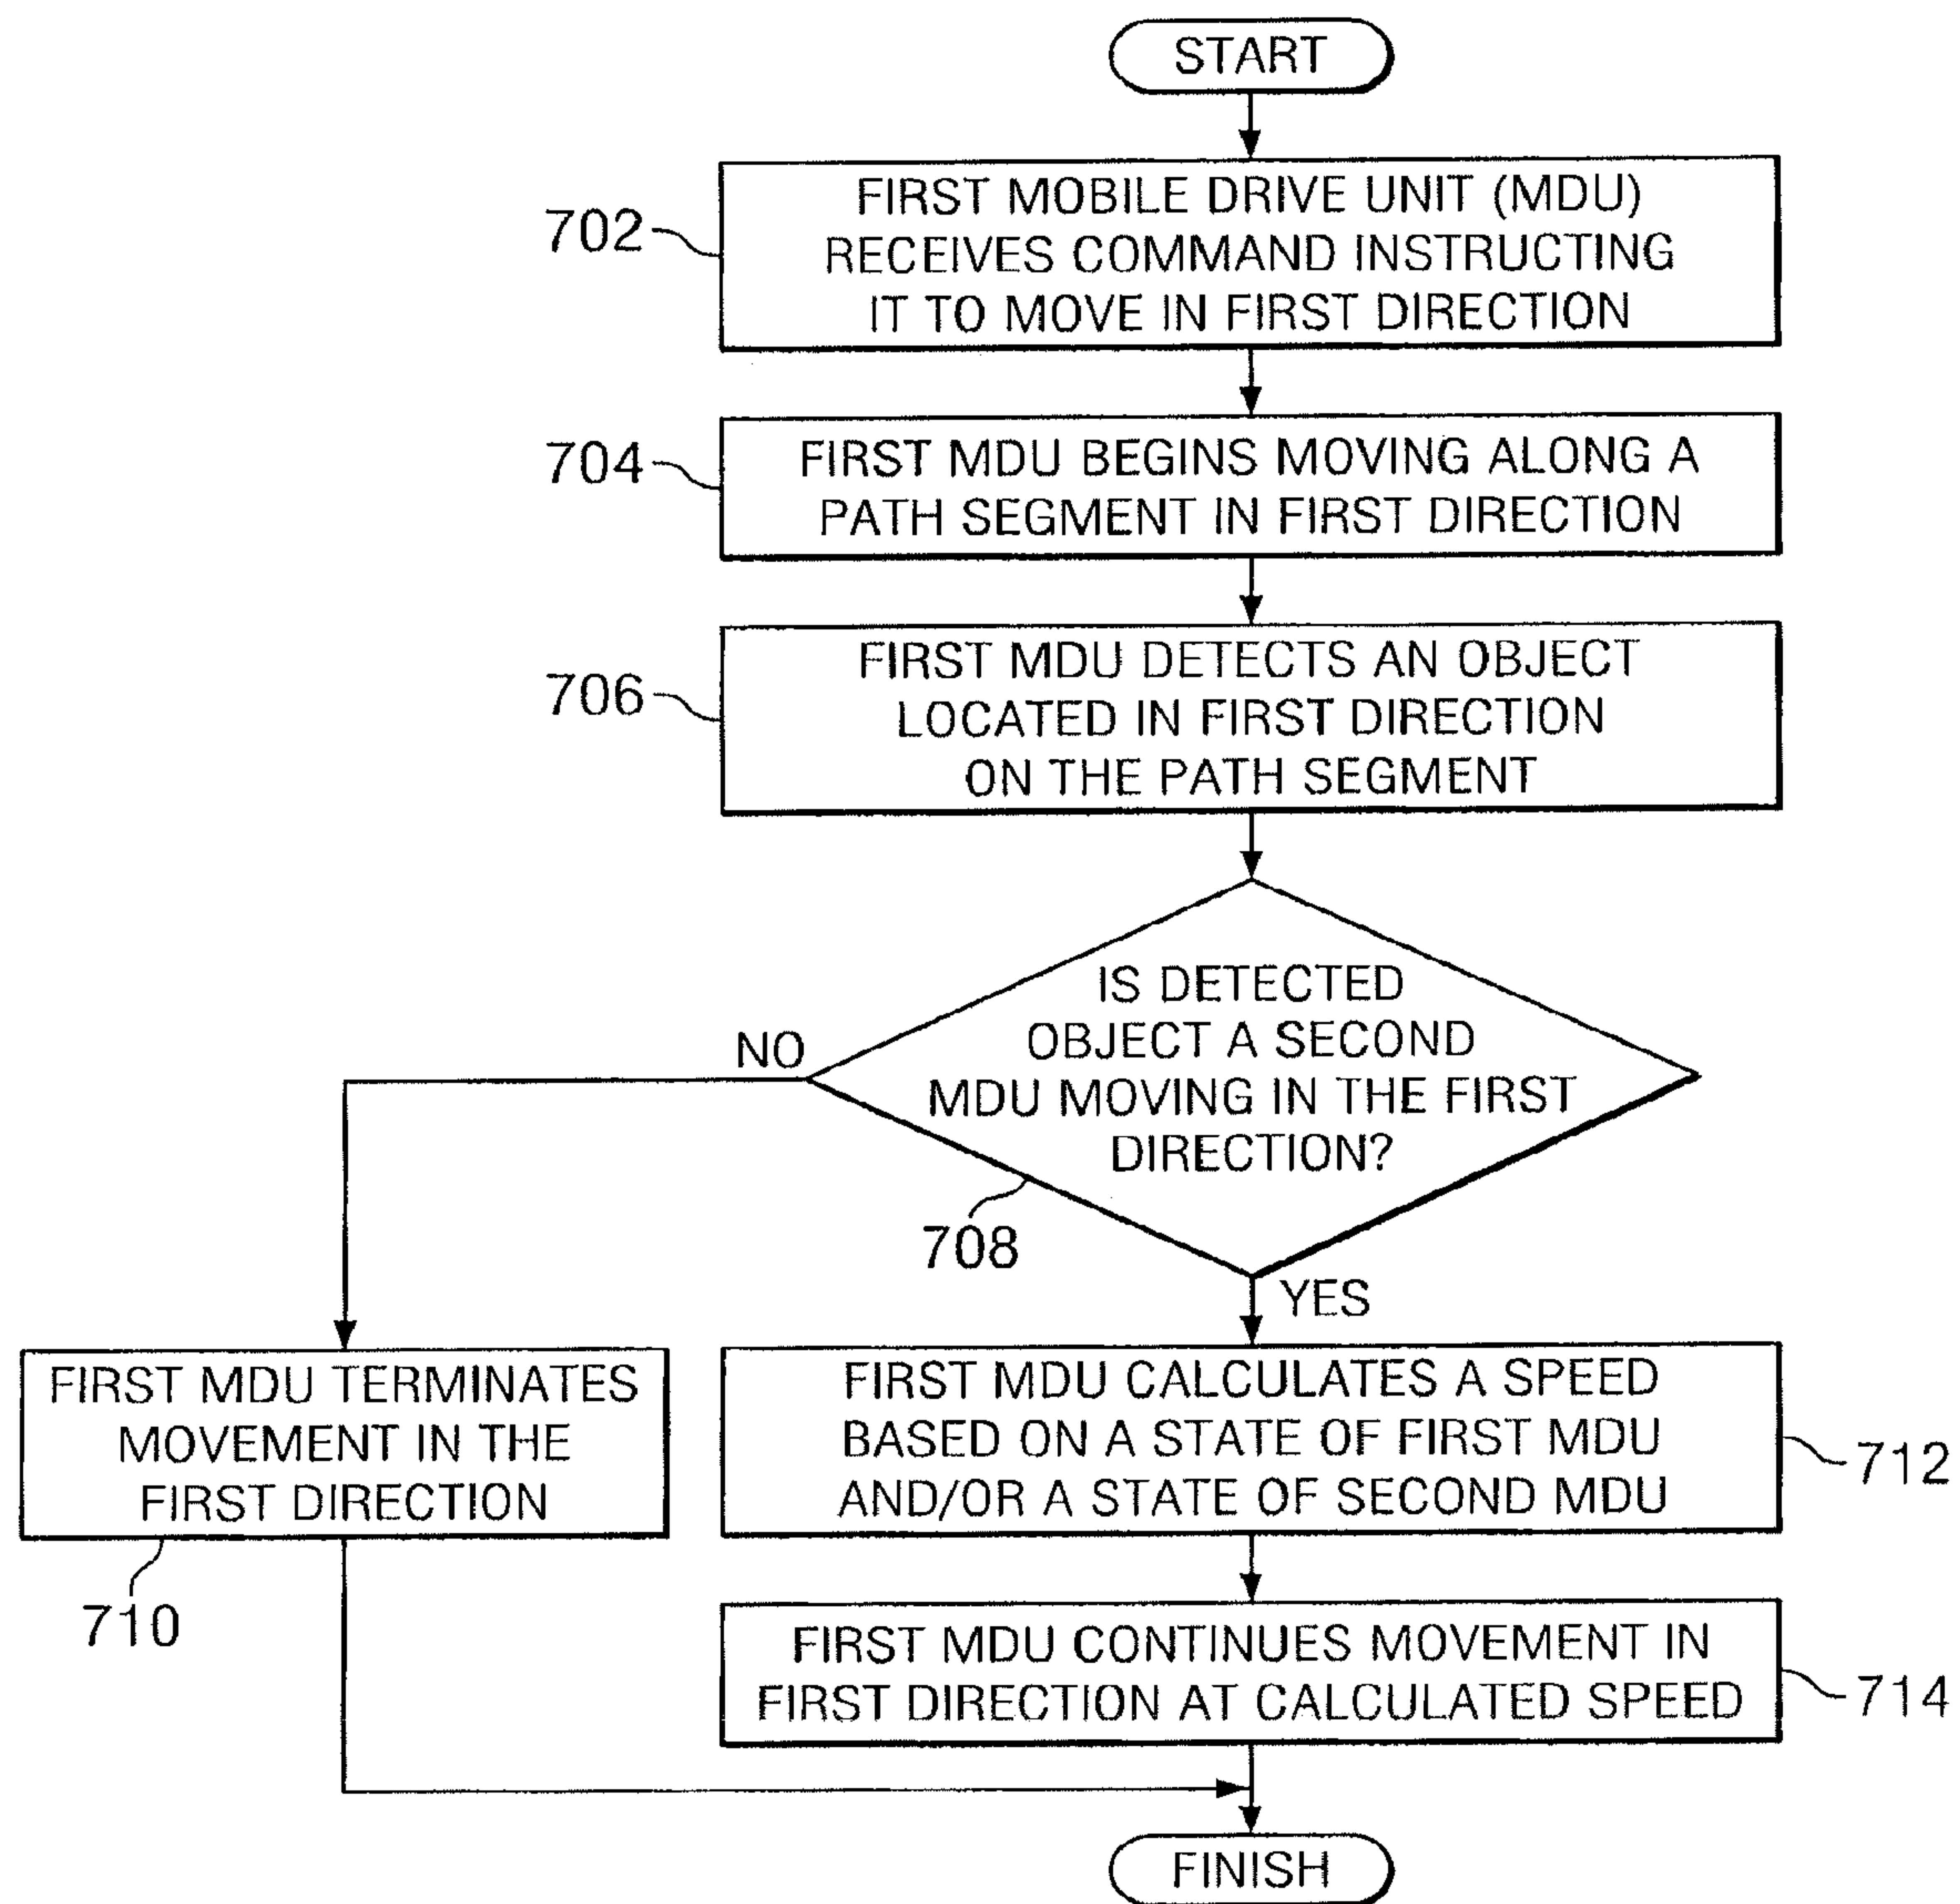 START
702
FIRST MOBILE DRIVE UNIT (MDU)
RECEIVES COMMAND INSTRUCTING
IT TO MOVE IN FIRST DIRECTION
704
FIRST MDU BEGINS MOVING ALONG A
PATH SEGMENT IN FIRST DIRECTION
706
FIRST MDU DETECTS AN OBJECT
LOCATED IN FIRST DIRECTION
ON THE PATH SEGMENT
IS DETECTED
OBJECT A SECOND
MDU MOVING IN THE FIRST
DIRECTION?
NO
708
YES
FIRST MDU TERMINATES
MOVEMENT IN THE
FIRST DIRECTION
710
FIRST MDU CALCULATES A SPEED
BASED ON A STATE OF FIRST MDU
AND/OR A STATE OF SECOND MDU
712
FIRST MDU CONTINUES MOVEMENT IN
FIRST DIRECTION AT CALCULATED SPEED
714
FINISH